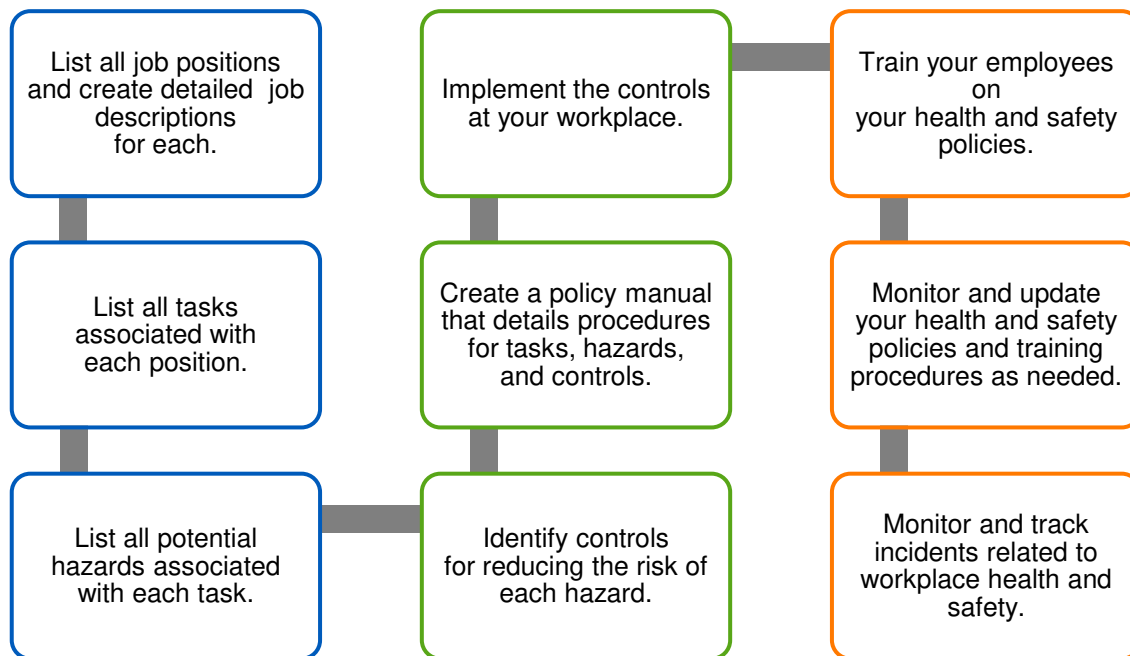 List all job positions
and create detailed  job
descriptions
for each.
List all tasks
associated with
each position.
List all potential
hazards associated
with each task.
Identify controls
for reducing the risk of
each hazard.
Create a policy manual
that details procedures
for tasks, hazards,
and controls.
Implement the controls
at your workplace.
Train your employees
on
your health and safety
policies.
Monitor and update
your health and safety
policies and training
procedures as needed.
Monitor and track
incidents related to
workplace health and
safety.